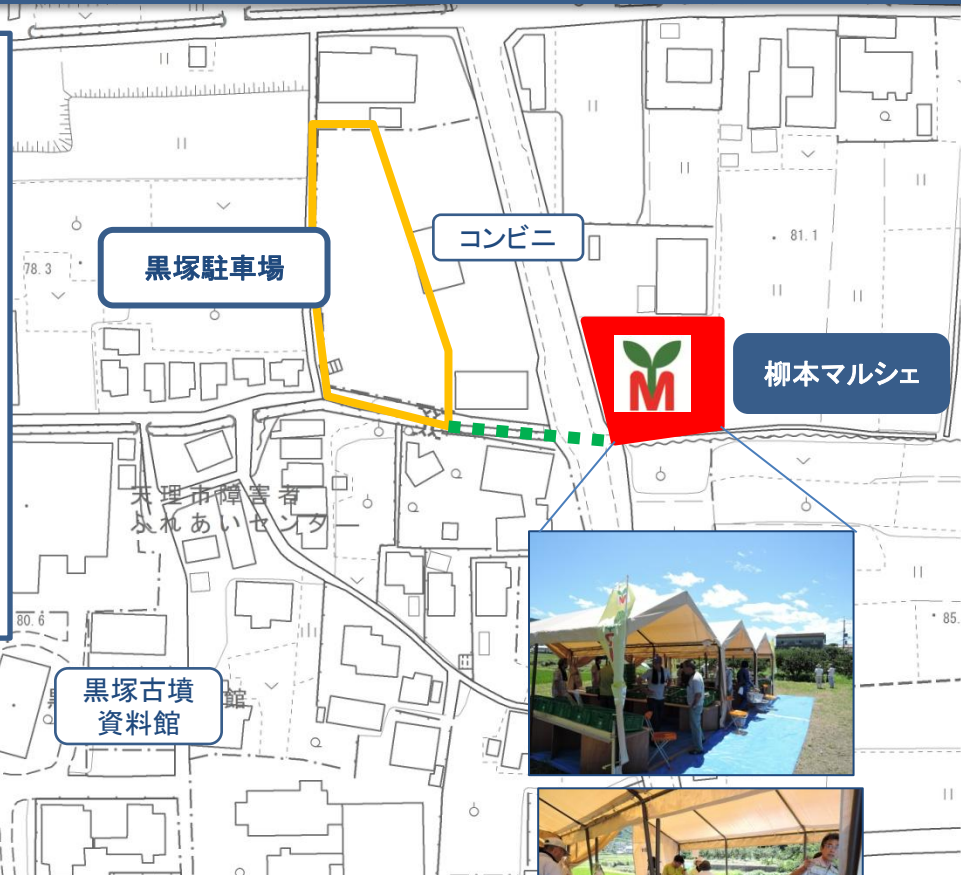 コンビニ
黒塚駐車場
81.1
78.3
M
柳本マルシェ
天理市障害者
ふれあいセンター
80.6
85.
黒塚古墳
資料館
館